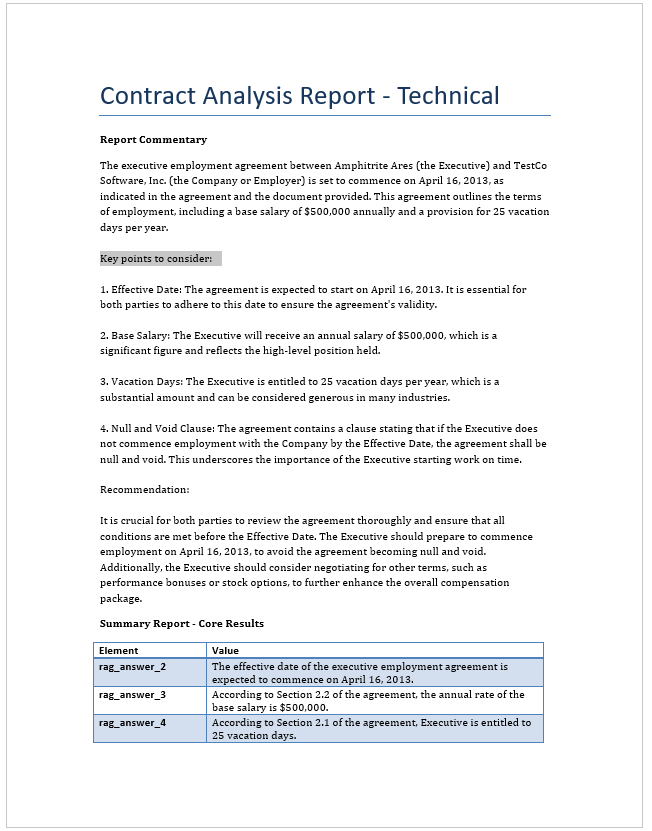 Contract Analysis Report - Technical
Report Commentary
The executive employment agreement between Amphitrite Ares (the Executive) and TestCo
Software, Inc. (the Company or Employer) is set to commence on April 16, 2013, as
indicated in the agreement and the document provided. This agreement outlines the terms
of employment, including a base salary of $500,000 annually and a provision for 25 vacation
days per year.
Key points to consider:
1. Effective Date: The agreement is expected to start on April 16, 2013. It is essential for
both parties to adhere to this date to ensure the agreement's validity.
2. Base Salary: The Executive will receive an annual salary of $500,000, which is a
significant figure and reflects the high-level position held.
3. Vacation Days: The Executive is entitled to 25 vacation days per year, which is a
substantial amount and can be considered generous in many industries.
4. Null and Void Clause: The agreement contains a clause stating that if the Executive does
not commence employment with the Company by the Effective Date, the agreement shall be
null and void. This underscores the importance of the Executive starting work on time.
Recommendation:
It is crucial for both parties to review the agreement thoroughly and ensure that all
conditions are met before the Effective Date. The Executive should prepare to commence
employment on April 16, 2013, to avoid the agreement becoming null and void.
Additionally, the Executive should consider negotiating for other terms, such as
performance bonuses or stock options, to further enhance the overall compensation
package.
Summary Report - Core Results
Element Value
rag_answer_2 The effective date of the executive employment agreement is
expected to commence on April 16, 2013.
rag_answer_3 According to Section 2.2 of the agreement, the annual rate of the
base salary is $500,000.
rag_answer_4 According to Section 2.1 of the agreement, Executive is entitled to
25 vacation days.